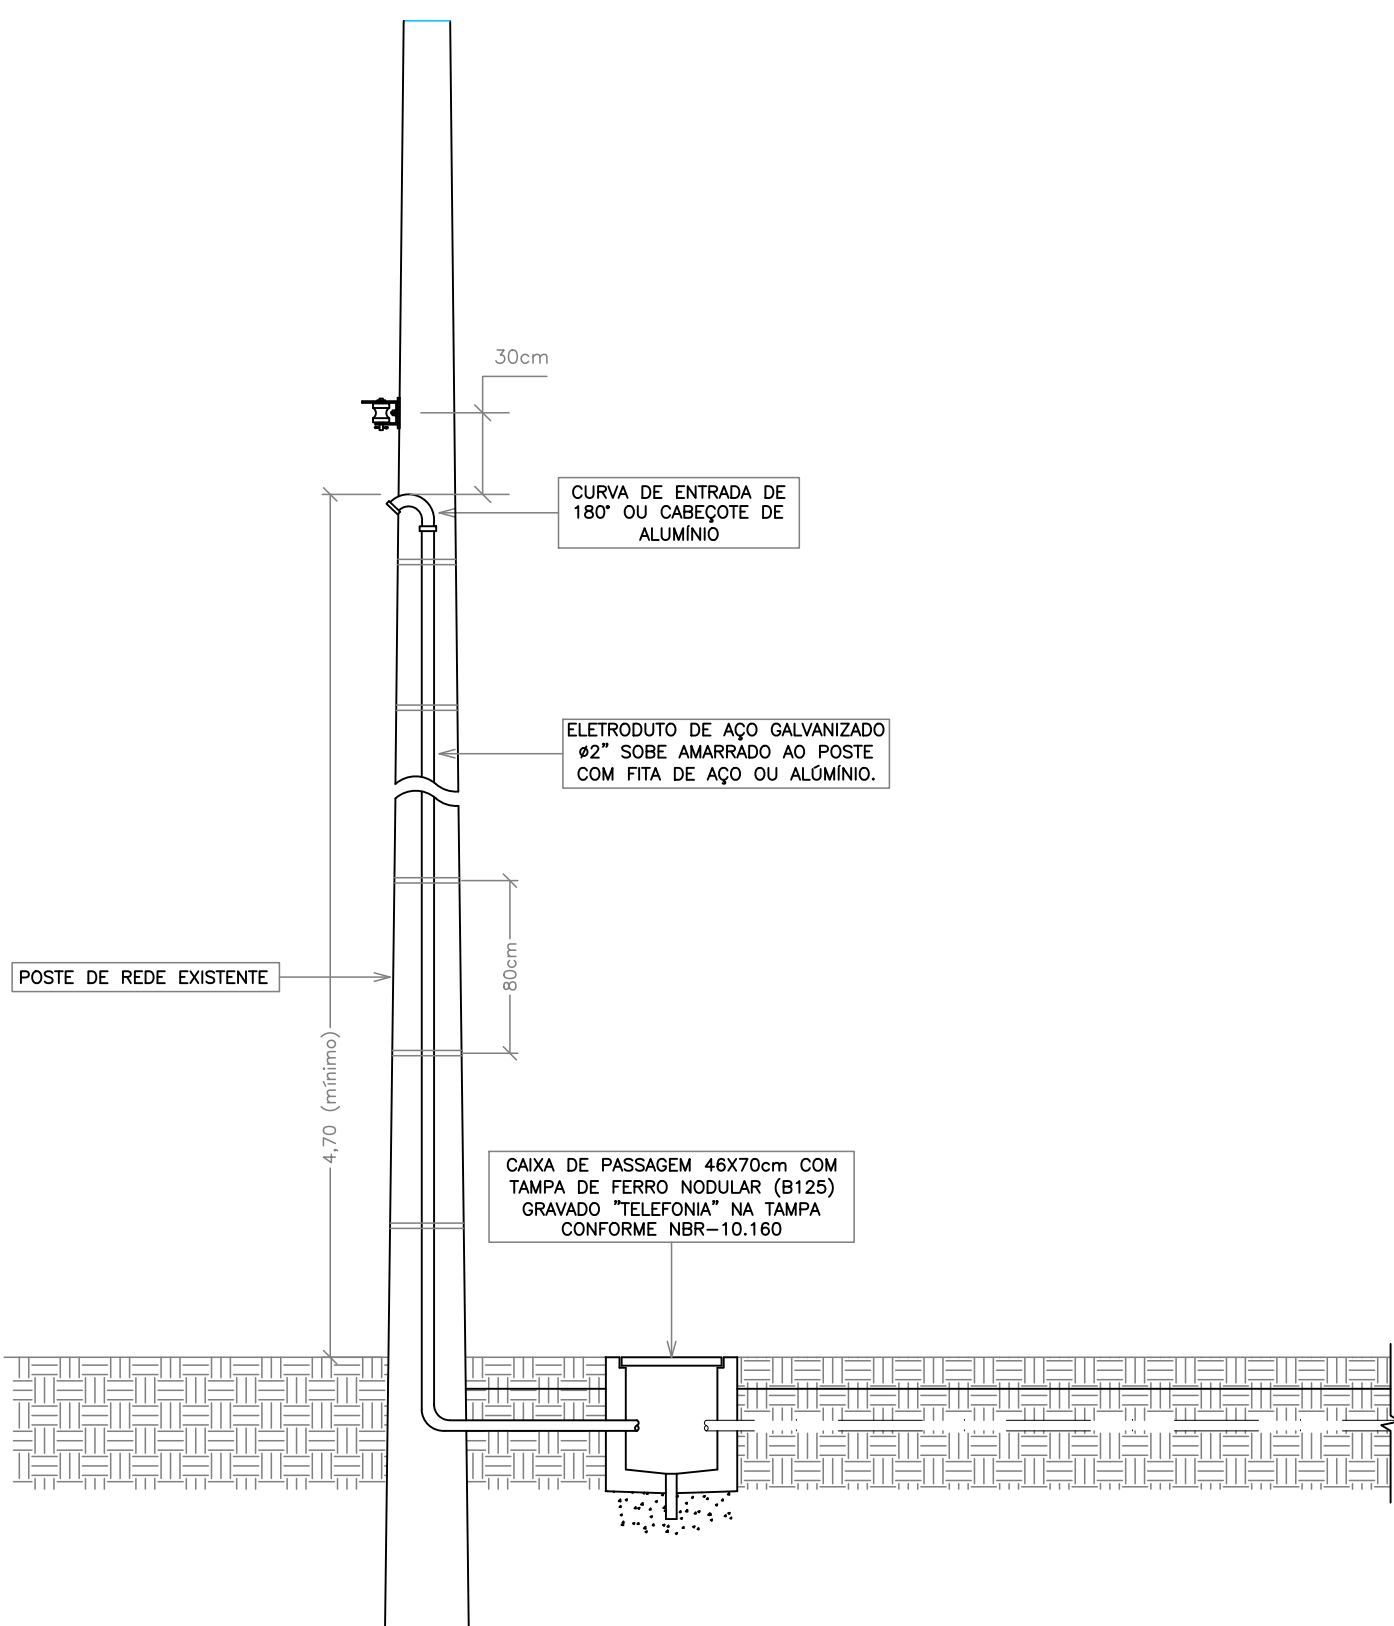 30cm
CURVA DE ENTRADA DE
180° OU CABEÇOTE DE
ALUMÍNIO
ELETRODUTO DE AÇO GALVANIZADO
ø2" SOBE AMARRADO AO POSTE
COM FITA DE AÇO OU ALÚMÍNIO.
80cm
POSTE DE REDE EXISTENTE
4,70 (mínimo)
CAIXA DE PASSAGEM 46X70cm COM
TAMPA DE FERRO NODULAR (B125)
GRAVADO "TELEFONIA" NA TAMPA
CONFORME NBR-10.160